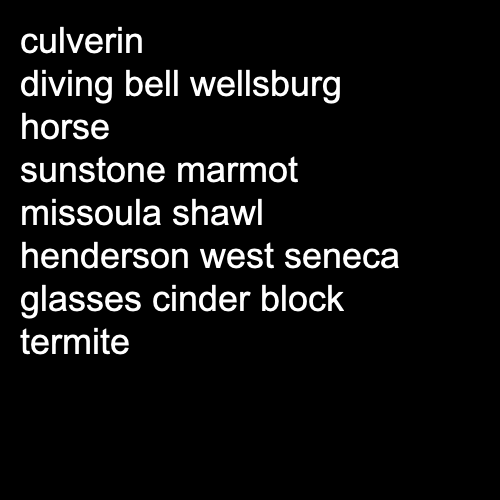 culverin
diving bell wellsburg
horse
sunstone marmot
missoula shawl
henderson west seneca
glasses cinder block
termite